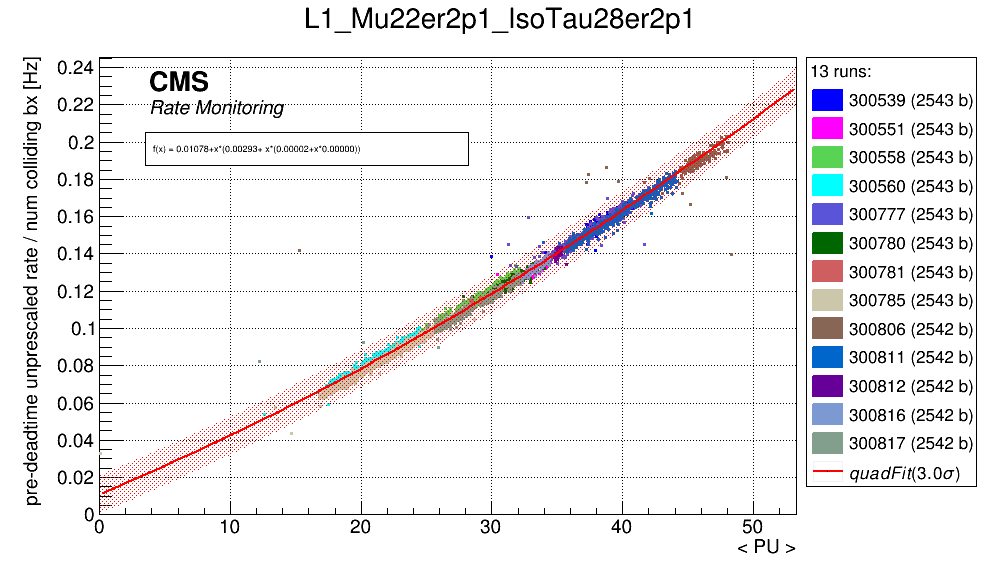 L1_Mu22er2p1_IsoTau28er2p1
pre-deadtime unprescaled rate / num colliding bx [Hz]
0.24
0.22
0.2
0.18
0.16
0.14
0.12
0.1
0.08
0.06
0.04
0.02
0
CMS
Rate Monitoring
f(x) = 0.01078+x*(0.00293+ x*(0.00002+x*0.00000))
0 10 20 30 40 50
< PU >
13 runs:
300539 (2543 b)
300551 (2543 b)
300558 (2543 b)
300560 (2543 b)
300777 (2543 b)
300780 (2543 b)
300781 (2543 b)
300785 (2543 b)
300806 (2542 b)
300811 (2542 b)
300812 (2542 b)
300816 (2542 b)
300817 (2542 b)
quadFit(3.0σ)